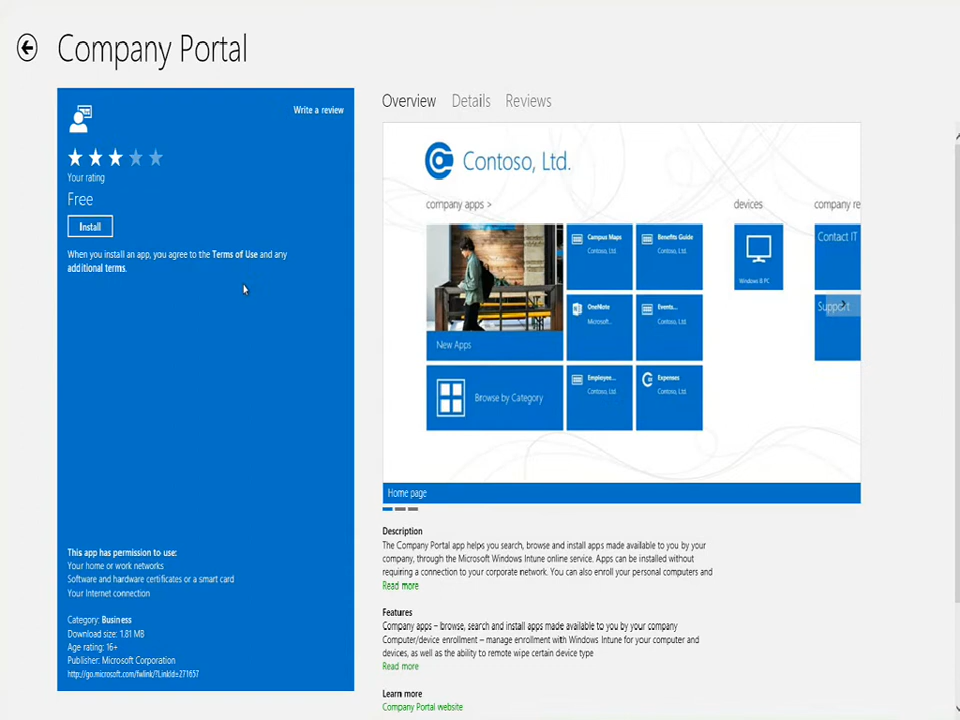 Company Portal
Write a review
Your rating
Free
Install
When you install an app, you agree to the Terms of Use and any
additional terms.
This app has permission to use:
Your home or work networks
Software and hardware certificates or a smart card
Your Internet connection
Category: Business
Download size: 1.81 MB
Age rating: 16+
Publisher: Microsoft Corporation
http://go.microsoft.com/fwlink/?LinkId=271657
Overview Details Reviews
Contoso, Ltd.
company apps >
devices
company re
New Apps
Browse by Category
Campus Maps
Contoso, Ltd.
Benefits Guide
Contoso, Ltd.
OneNote
Microsoft...
Events...
Contoso, Ltd.
Employee...
Contoso, Ltd.
Expenses
Contoso, Ltd.
Windows 8 PC
Contact IT
Support
Home page
Description
The Company Portal app helps you search, browse and install apps made available to you by your
company, through the Microsoft Windows Intune online service. Apps can be installed without
requiring a connection to your corporate network. You can also enroll your personal computers and
Read more
Features
Company apps – browse, search and install apps made available to you by your company
Computer/device enrollment – manage enrollment with Windows Intune for your computer and
devices, as well as the ability to remote wipe certain device type
Read more
Learn more
Company Portal website